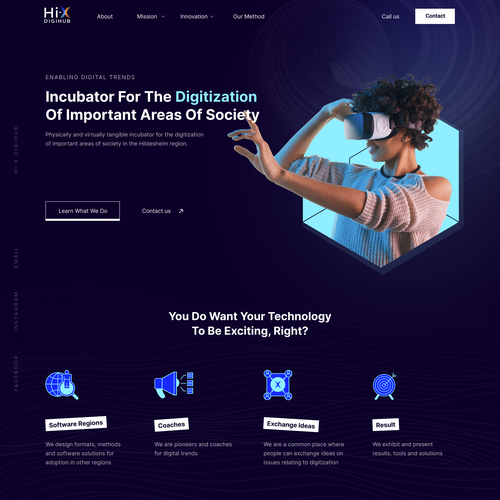 Hi-X
DIGIHUB
About
Mission
Innovation
Our Method
Call us
Contact
ENABLING DIGITAL TRENDS
Incubator For The Digitization
Of Important Areas Of Society
Physically and virtually tangible incubator for the digitization
of important areas of society in the Hildesheim region.
Learn What We Do
Contact us
HI-X DIGIHUB
EMAIL
INSTAGRAM
FACEBOOK
You Do Want Your Technology
To Be Exciting, Right?
Software Regions
We design formats, methods
and software solutions for
adoption in other regions
Coaches
We are pioneers and coaches
for digital trends
X
Exchange Ideas
We are a common place where
people can exchange ideas on
issues relating to digitization
Result
We exhibit and present
results, tools and solutions